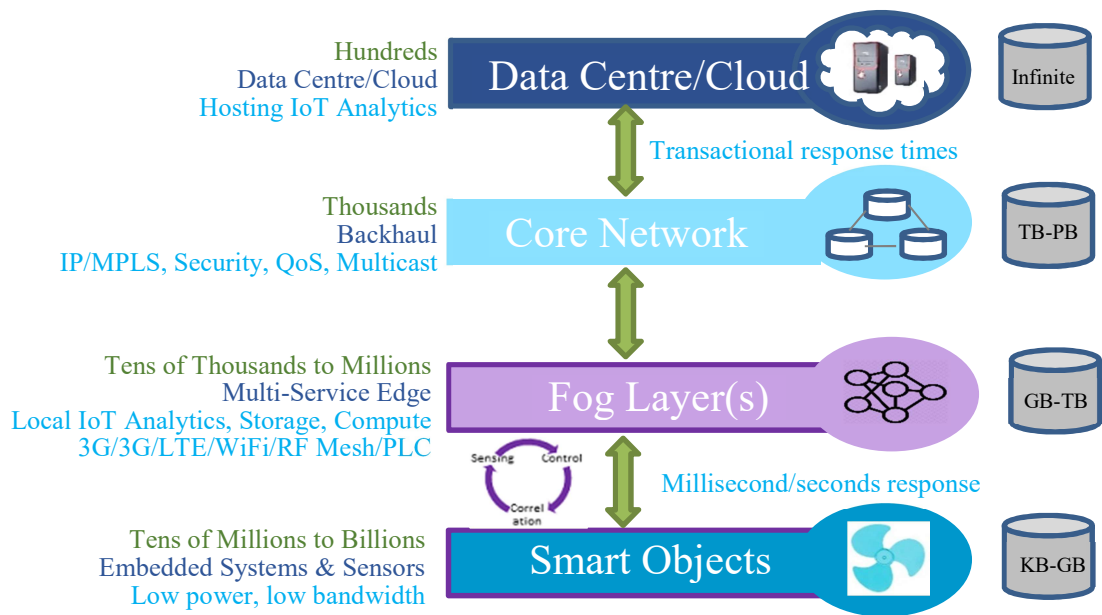 Hundreds
Data Centre/Cloud
Hosting IoT Analytics
Data Centre/Cloud
Infinite
Transactional response times
Thousands
Backhaul
IP/MPLS, Security, QoS, Multicast
Core Network
TB-PB
Tens of Thousands to Millions
Multi-Service Edge
Local IoT Analytics, Storage, Compute
3G/3G/LTE/WiFi/RF Mesh/PLC
Fog Layer(s)
GB-TB
Sensing
Control
Correl
ation
Millisecond/seconds response
Tens of Millions to Billions
Embedded Systems & Sensors
Low power, low bandwidth
Smart Objects
KB-GB